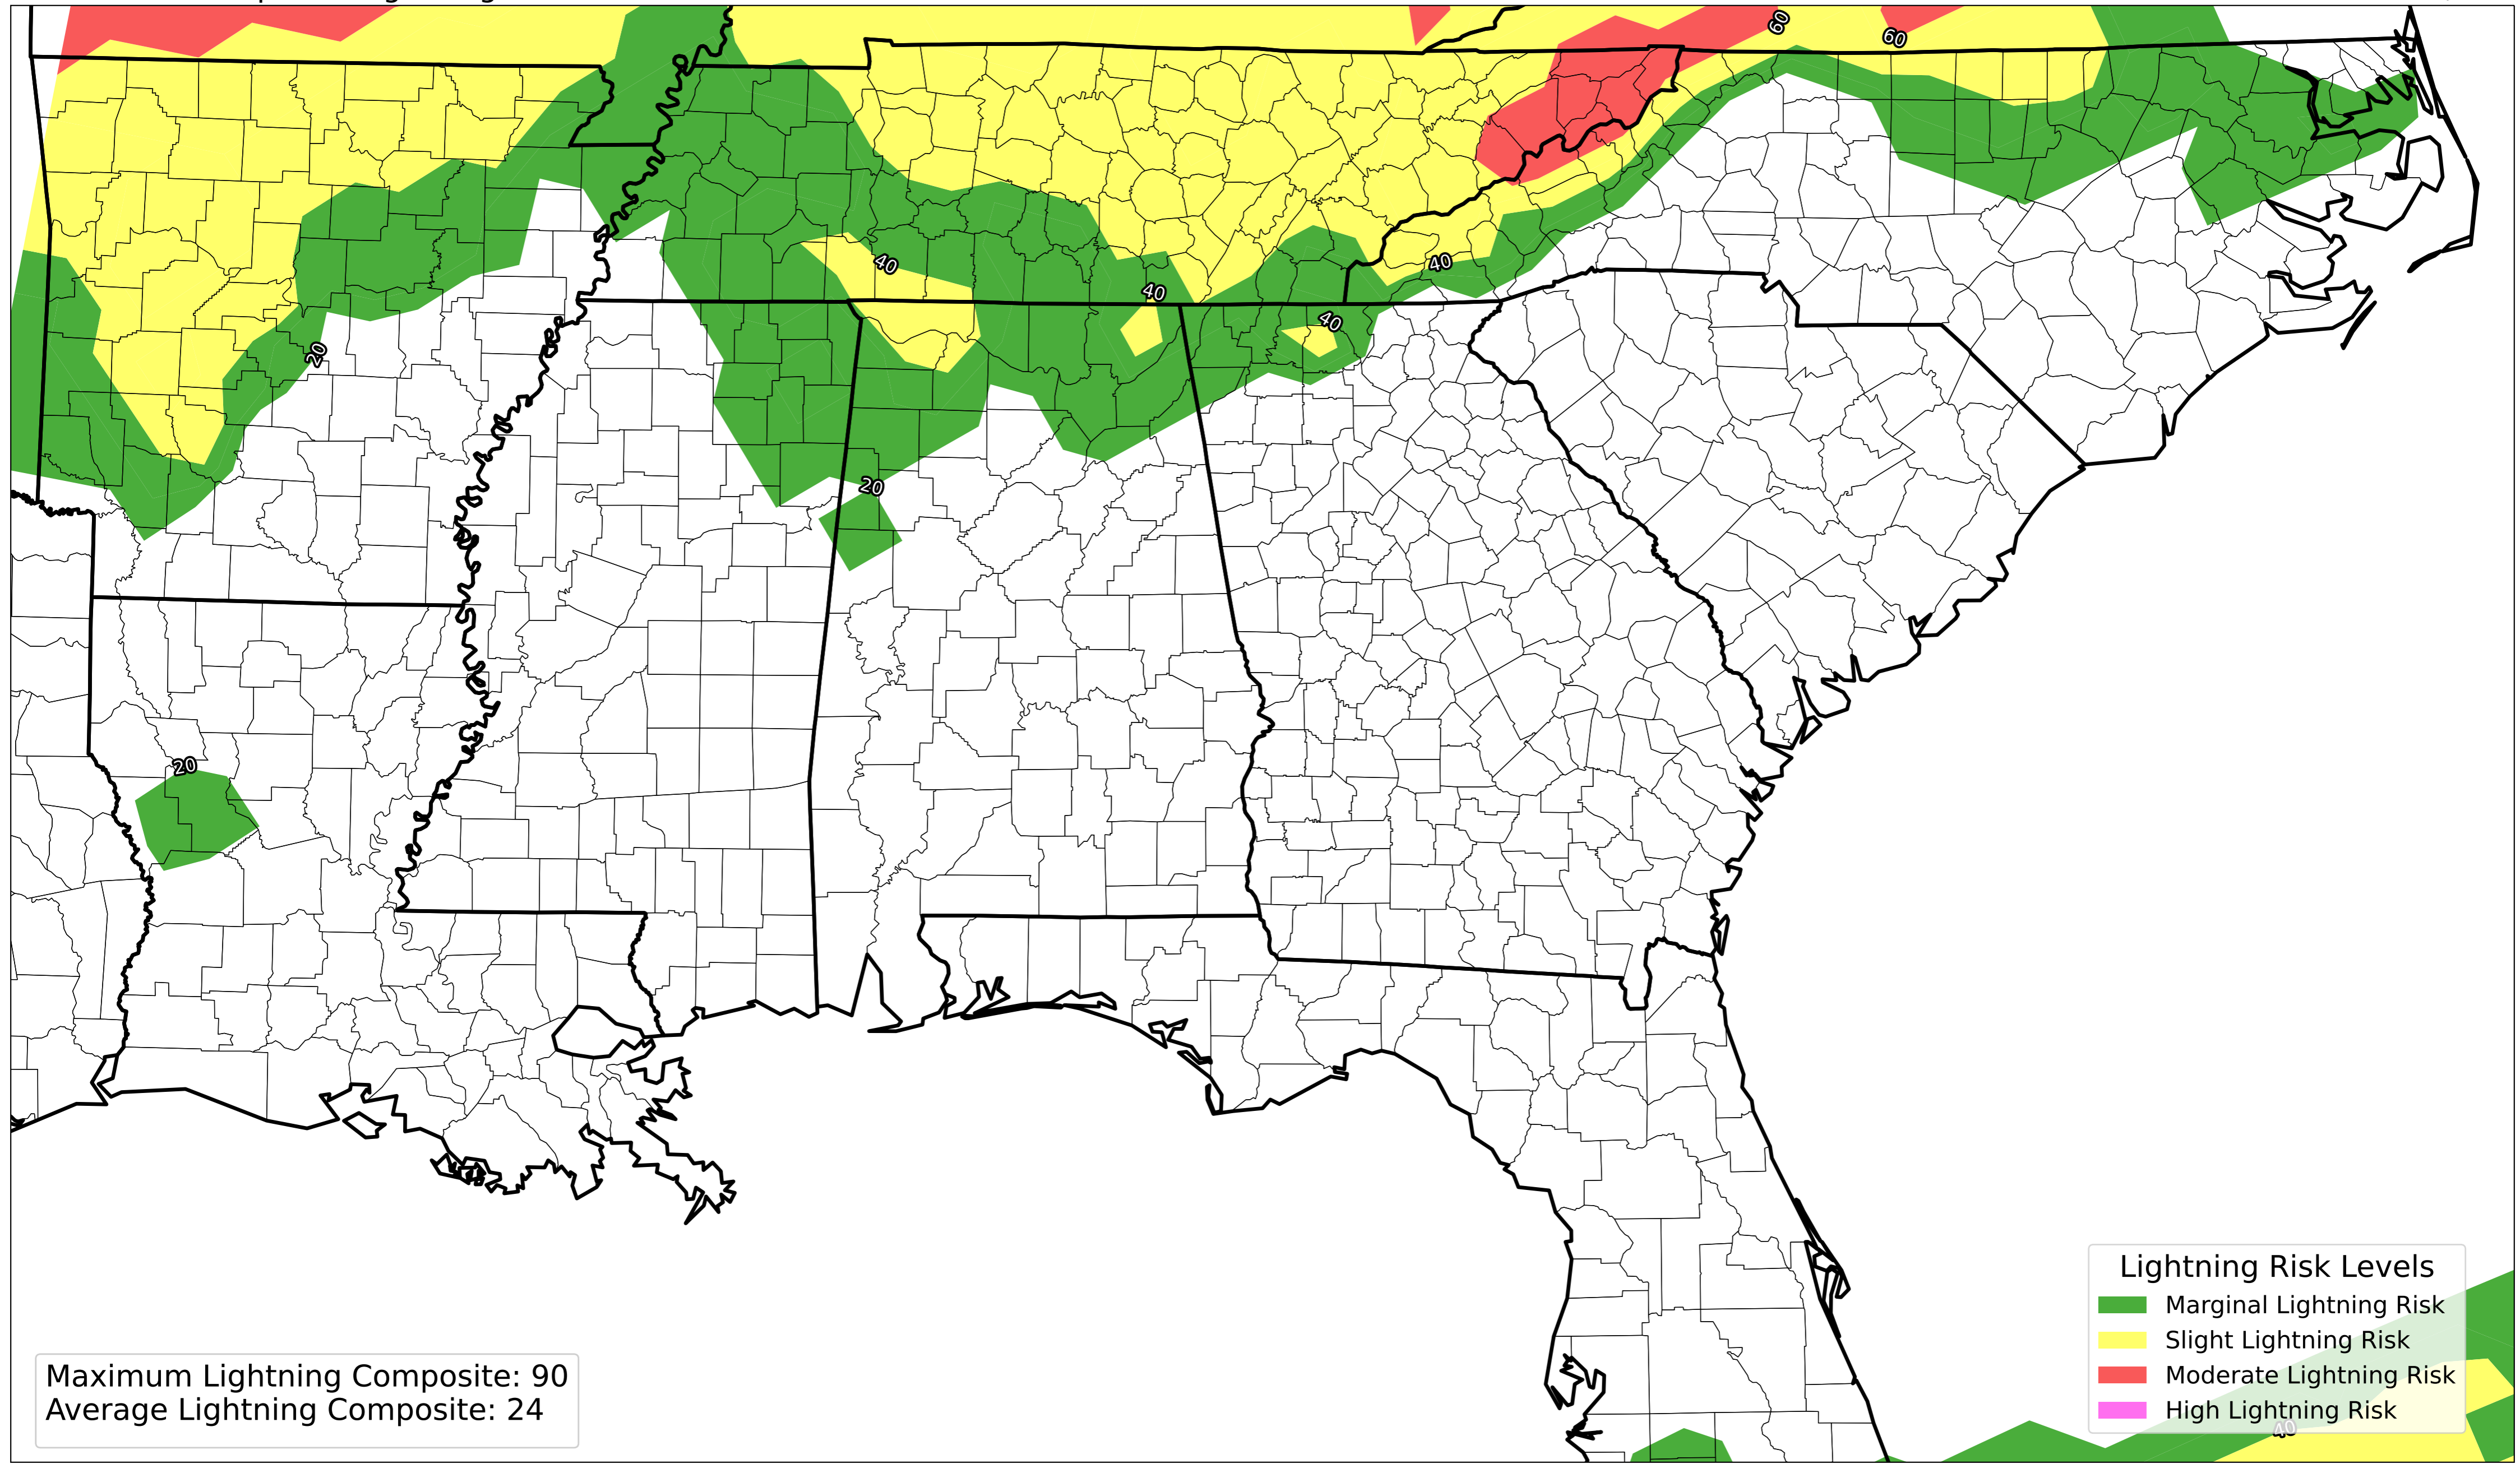 60
60
40
40
40
40
20
20
20
Lightning Risk Levels
Marginal Lightning Risk
Slight Lightning Risk
Moderate Lightning Risk
High Lightning Risk
40
Maximum Lightning Composite: 90
Average Lightning Composite: 24